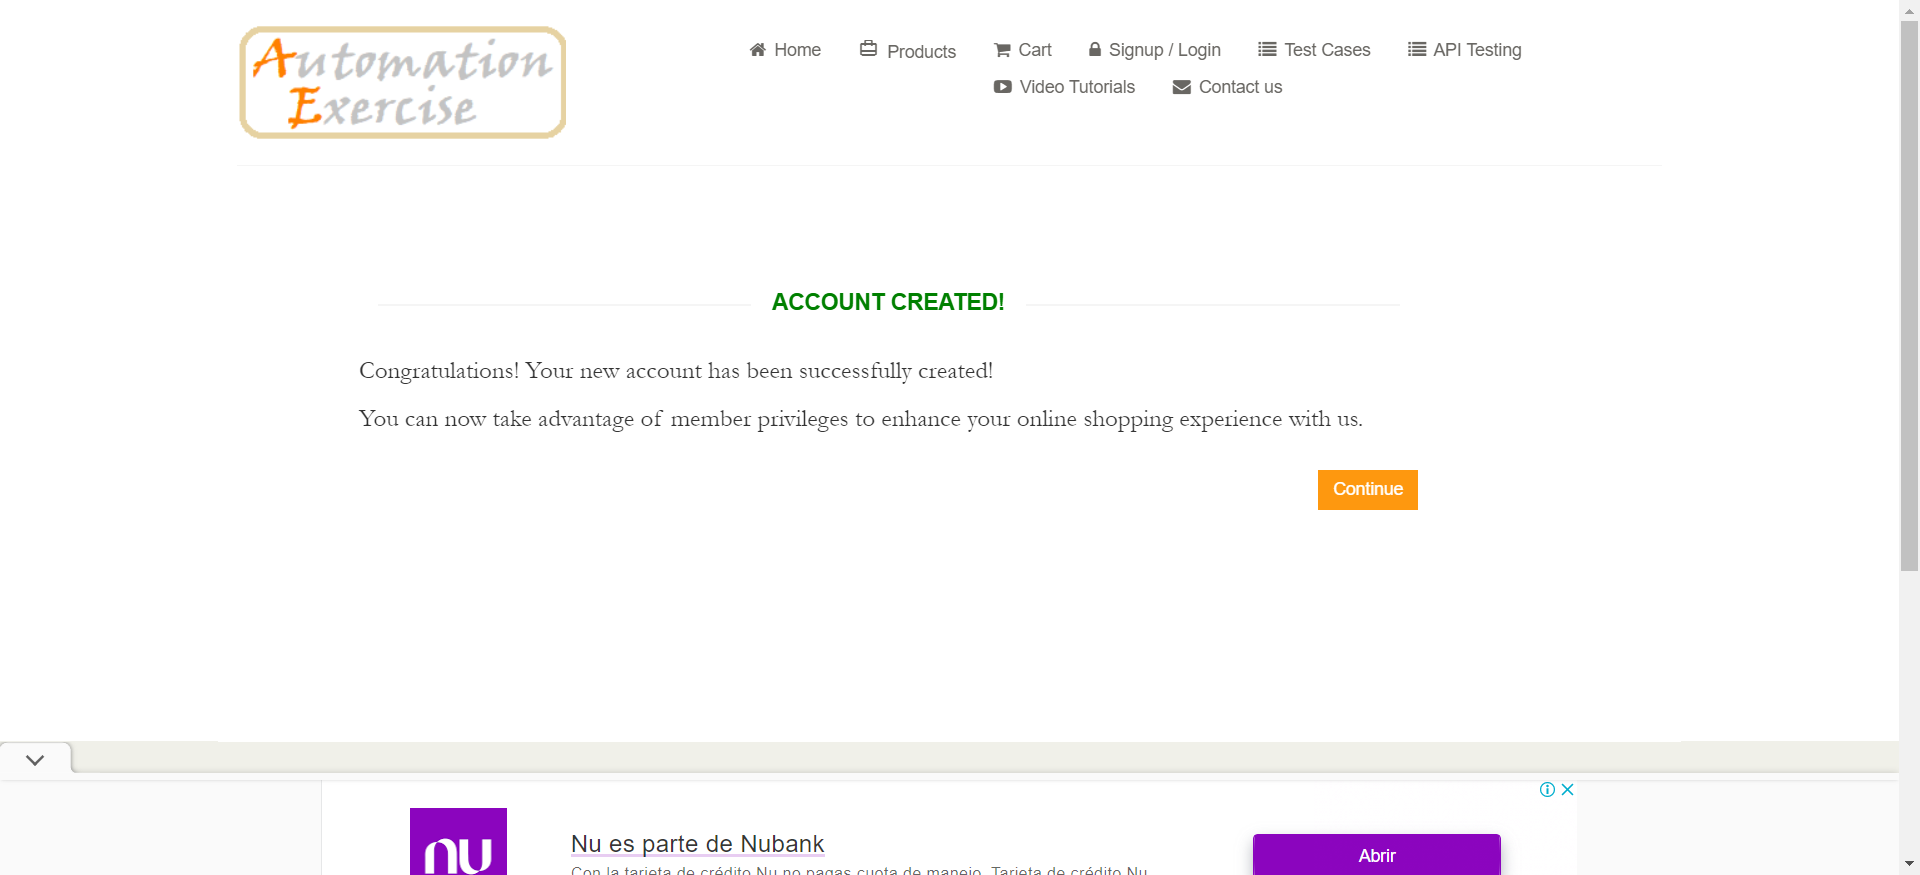 Automation
Exercise
Home
Products
Cart
Signup / Login
Test Cases
API Testing
Video Tutorials
Contact us
ACCOUNT CREATED!
Congratulations! Your new account has been successfully created!
You can now take advantage of member privileges to enhance your online shopping experience with us.
Continue
nu
Nu es parte de Nubank
Con la tarjeta de crédito Nu no pagas cuota de manejo. Tarjeta de crédito Nu
Abrir